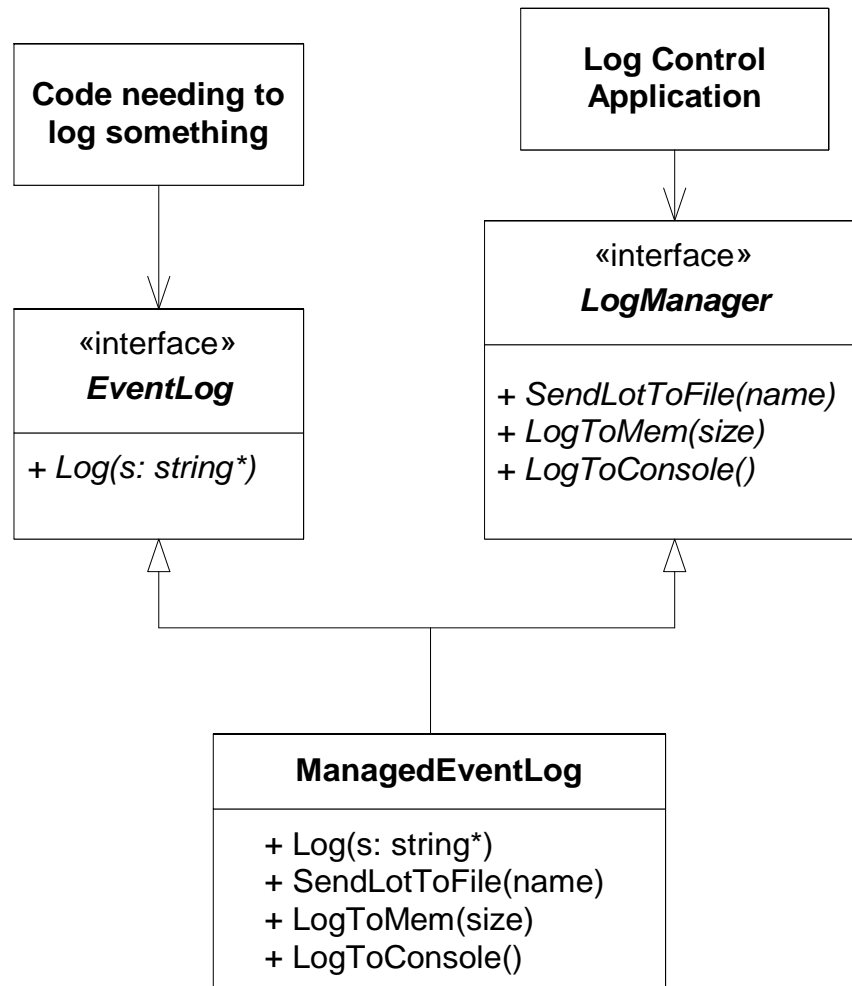 Code needing to
log something
Log Control
Application
«interface»
EventLog
+ Log(s: string*)
«interface»
LogManager
+ SendLotToFile(name)
+ LogToMem(size)
+ LogToConsole()
ManagedEventLog
+ Log(s: string*)
+ SendLotToFile(name)
+ LogToMem(size)
+ LogToConsole()